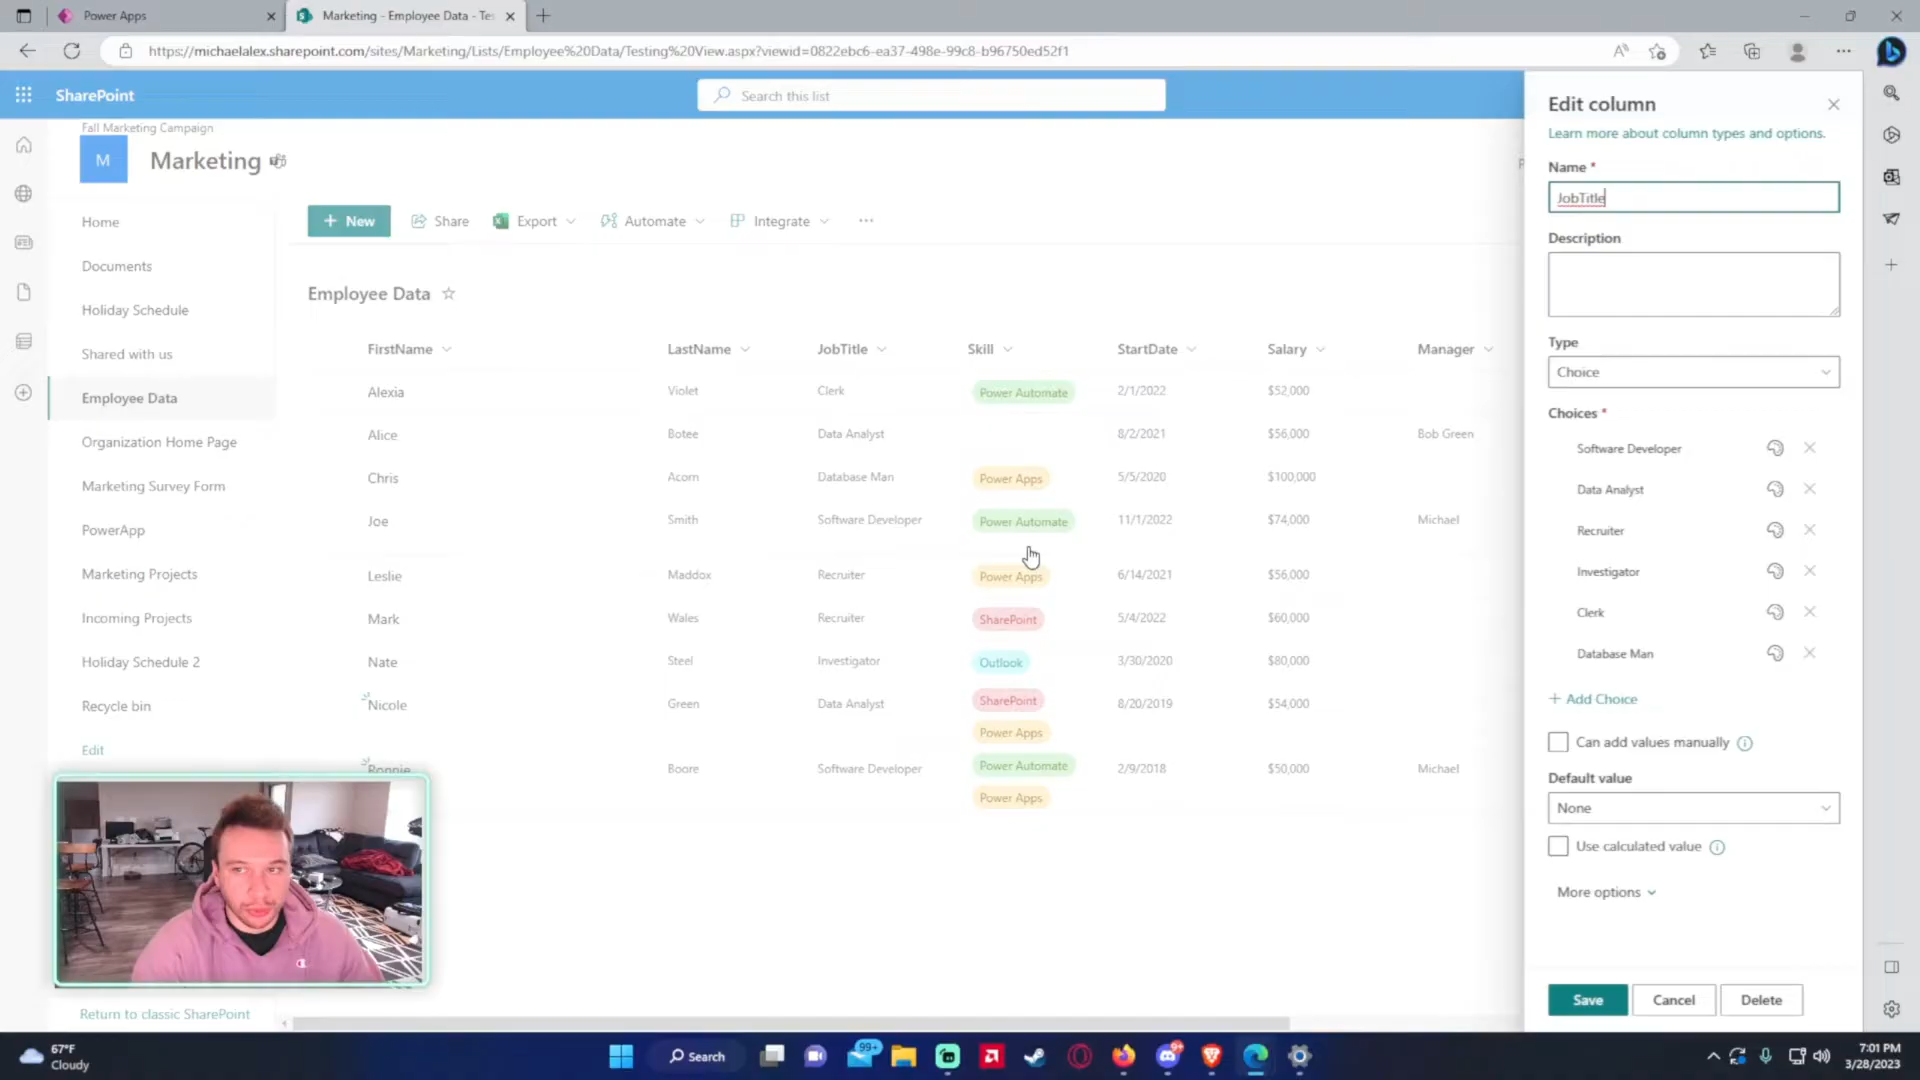 Power Apps
Marketing - Employee Data - Tes
https://michaelalex.sharepoint.com/sites/Marketing/Lists/Employee%20Data/Testing%20View.aspx?viewid=0822ebc6-ea37-498e-99c8-b96750ed52f1
SharePoint
Search this list
Fall Marketing Campaign
M
Marketing
Home
Documents
Holiday Schedule
Shared with us
Employee Data
Organization Home Page
Marketing Survey Form
PowerApp
Marketing Projects
Incoming Projects
Holiday Schedule 2
Recycle bin
Edit
Return to classic SharePoint
+ New Share Export Automate Integrate ...
Employee Data
FirstName LastName JobTitle Skill StartDate Salary Manager
Alexia Violet Clerk Power Automate 2/1/2022 $52,000
Alice Botee Data Analyst 8/2/2021 $56,000 Bob Green
Chris Acorn Database Man Power Apps 5/5/2020 $100,000
Joe Smith Software Developer Power Automate 11/1/2022 $74,000 Michael
Leslie Maddox Recruiter Power Apps 6/14/2021 $56,000
Mark Wales Recruiter SharePoint 5/4/2022 $60,000
Nate Steel Investigator Outlook 3/30/2020 $80,000
Nicole Green Data Analyst SharePoint 8/20/2019 $54,000
Power Apps
Ronnie Boore Software Developer Power Automate 2/9/2018 $50,000 Michael
Power Apps
Edit column
Learn more about column types and options.
Name *
JobTitle
Description
Type
Choice
Choices *
Software Developer
Data Analyst
Recruiter
Investigator
Clerk
Database Man
+ Add Choice
Can add values manually
Default value
None
Use calculated value
More options
Save Cancel Delete
67°F
Cloudy
Search
99+
7:01 PM
3/28/2023